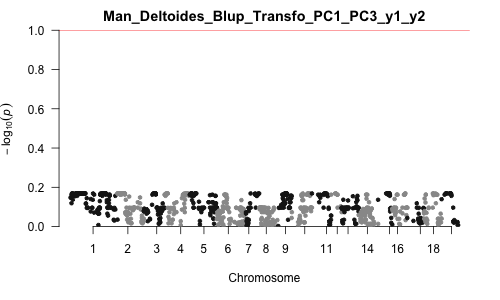 Man_Deltoides_Blup_Transfo_PC1_PC3_y1_y2
1.0
0.8
0.6
0.4
0.2
0.0
− log10(p)
1 2 3 4 5 6 7 8 9 11 14 16 18
Chromosome